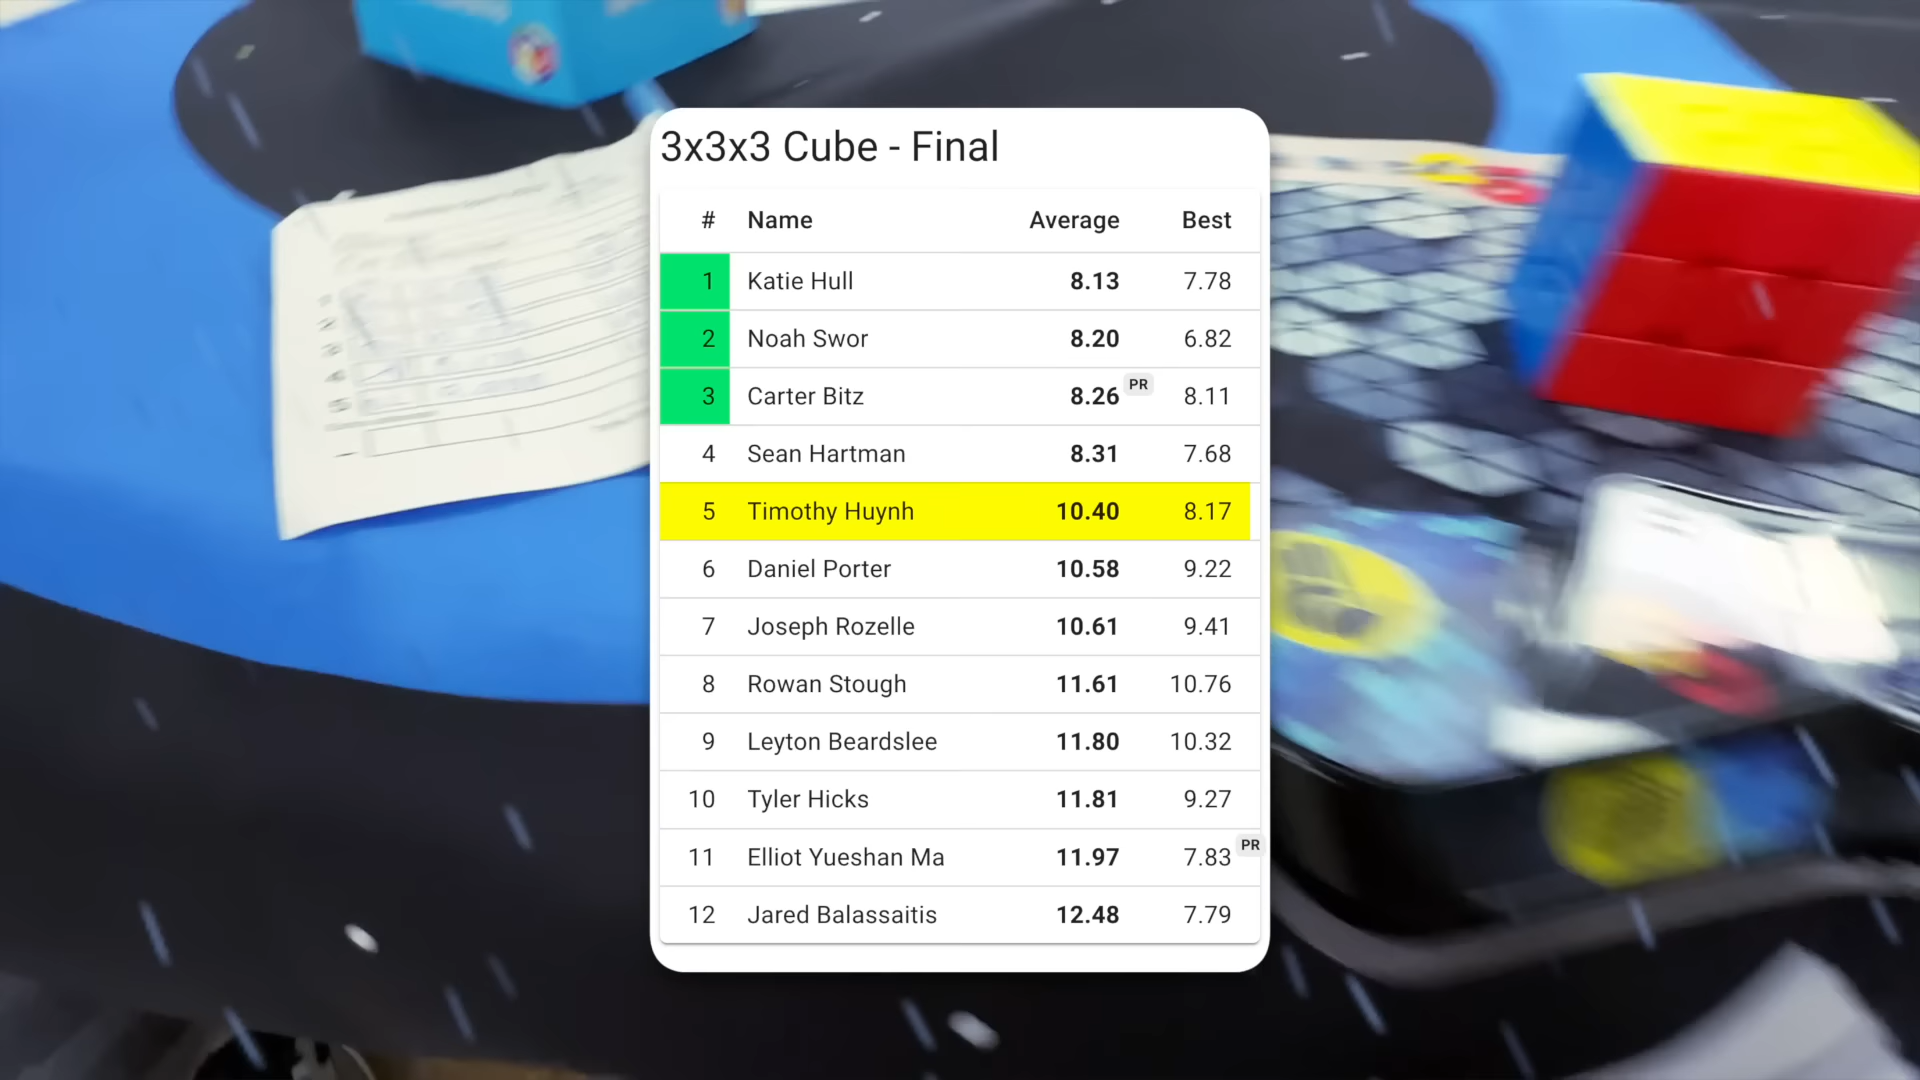 3x3x3 Cube - Final
# Name Average Best
1 Katie Hull 8.13 7.78
2 Noah Swor 8.20 6.82
3 Carter Bitz 8.26 PR 8.11
4 Sean Hartman 8.31 7.68
5 Timothy Huynh 10.40 8.17
6 Daniel Porter 10.58 9.22
7 Joseph Rozelle 10.61 9.41
8 Rowan Stough 11.61 10.76
9 Leyton Beardslee 11.80 10.32
10 Tyler Hicks 11.81 9.27
11 Elliot Yueshan Ma 11.97 7.83 PR
12 Jared Balassaitis 12.48 7.79